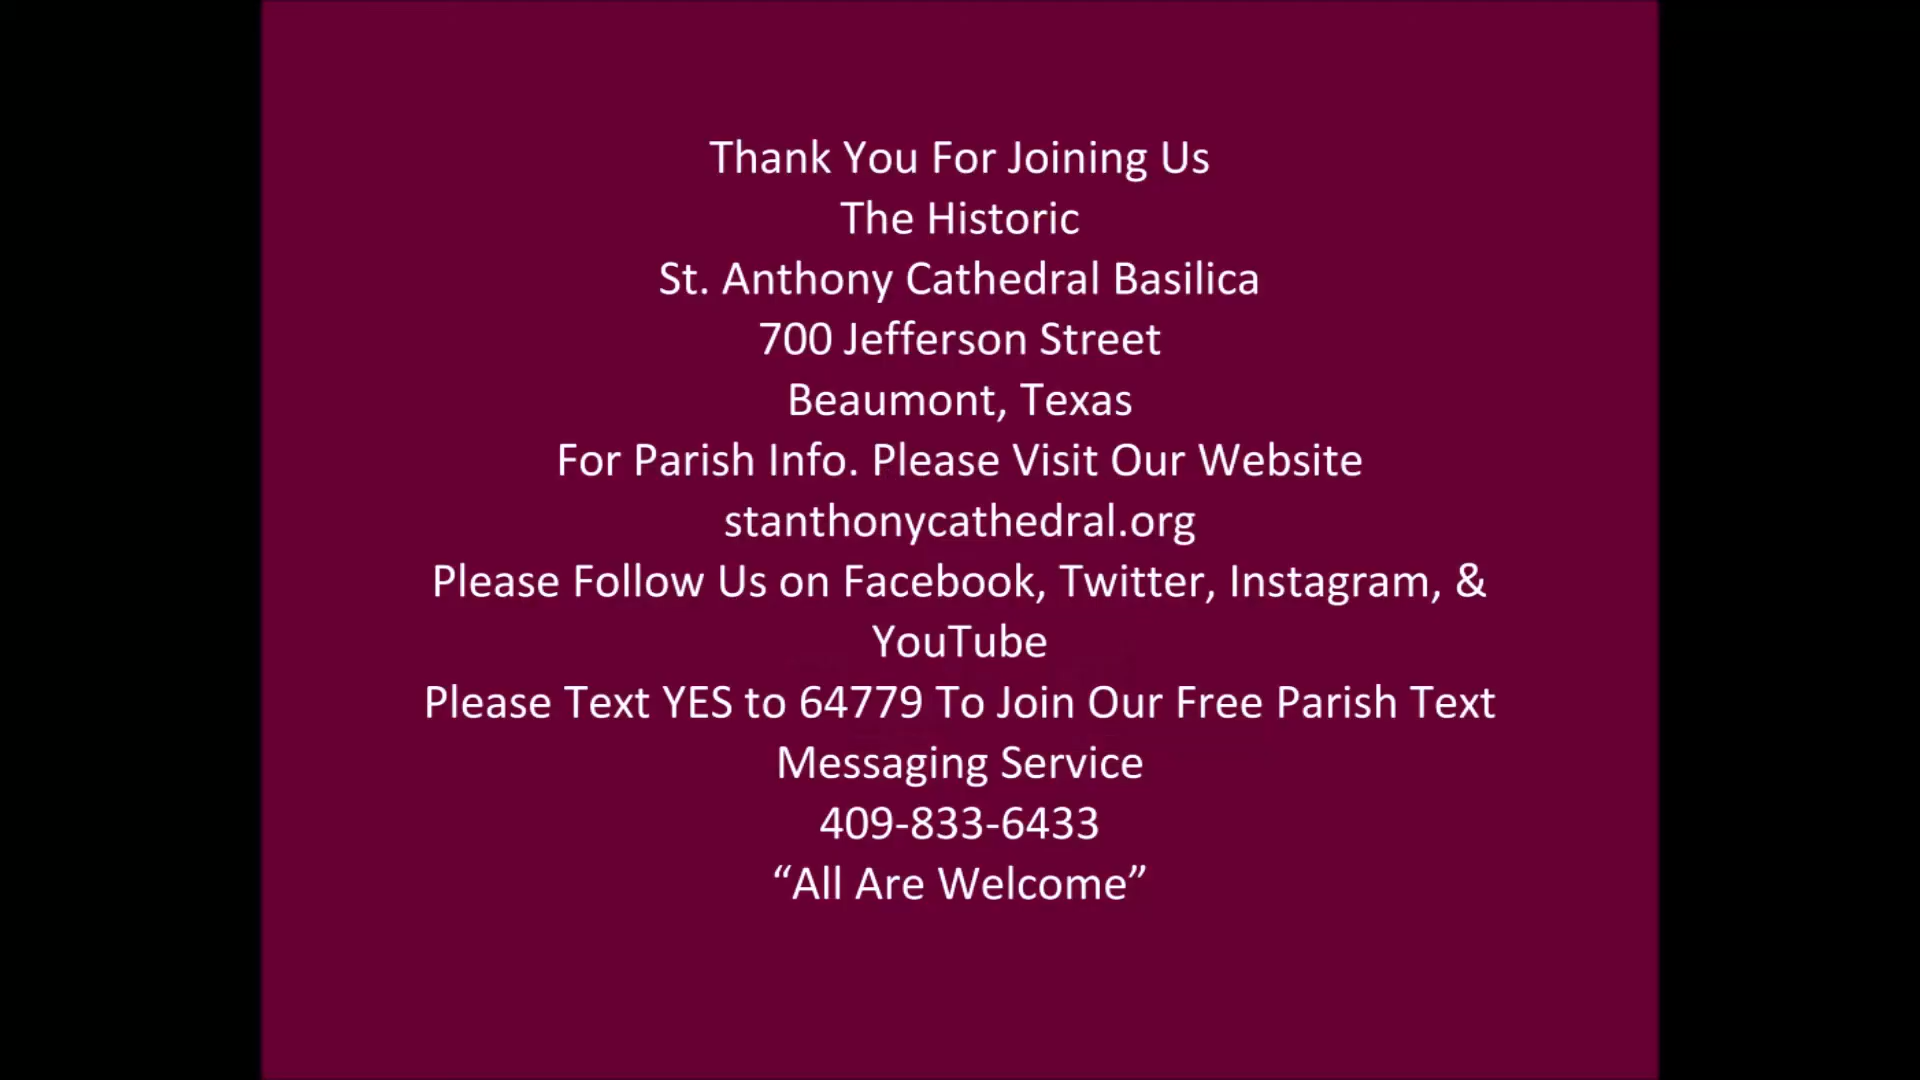 Thank You For Joining Us
The Historic
St. Anthony Cathedral Basilica
700 Jefferson Street
Beaumont, Texas
For Parish Info. Please Visit Our Website
stanthonycathedral.org
Please Follow Us on Facebook, Twitter, Instagram, &
YouTube
Please Text YES to 64779 To Join Our Free Parish Text
Messaging Service
409-833-6433
“All Are Welcome”